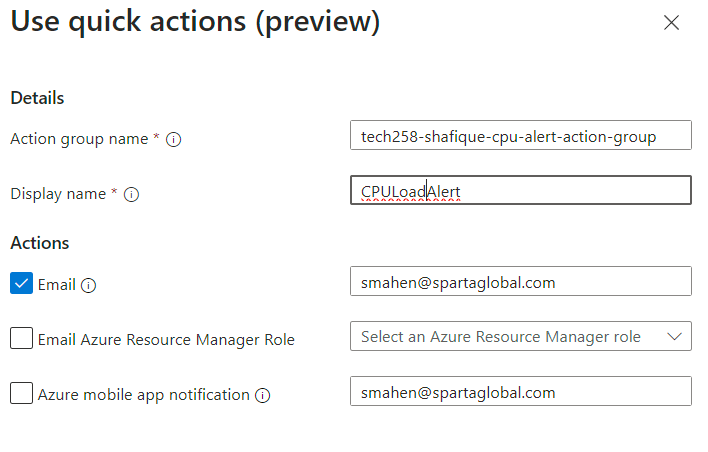 Use quick actions (preview)
Details
Action group name * tech258-shafique-cpu-alert-action-group
Display name * CPULoadAlert
Actions
Email smahen@spartaglobal.com
Email Azure Resource Manager Role Select an Azure Resource Manager role
Azure mobile app notification smahen@spartaglobal.com